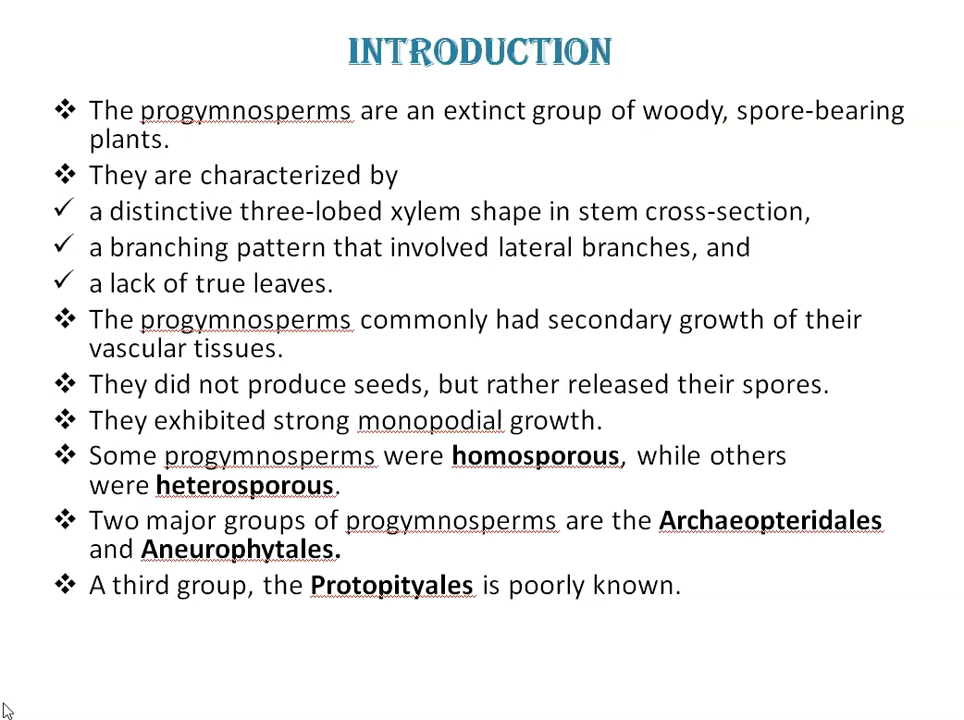 INTRODUCTION
❖ The progymnosperms are an extinct group of woody, spore-bearing
plants.
❖ They are characterized by
✓ a distinctive three-lobed xylem shape in stem cross-section,
✓ a branching pattern that involved lateral branches, and
✓ a lack of true leaves.
❖ The progymnosperms commonly had secondary growth of their
vascular tissues.
❖ They did not produce seeds, but rather released their spores.
❖ They exhibited strong monopodial growth.
❖ Some progymnosperms were homosporous, while others
were heterosporous.
❖ Two major groups of progymnosperms are the Archaeopteridales
and Aneurophytales.
❖ A third group, the Protopityales is poorly known.